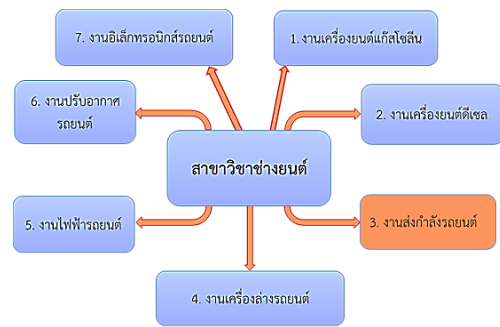 7. งานอิเล็กทรอนิกส์รถยนต์
1.งานเครื่องยนต์แก๊สโซลีน
6. งานปรับอากาศ
รถยนต์
2. งานเครื่องยนต์ดีเซล
สาขาวิชาช่างยนต์
5. งานไฟฟ้ารถยนต์
3. งานส่งกำลังรถยนต์
4. งานเครื่องล่างรถยนต์